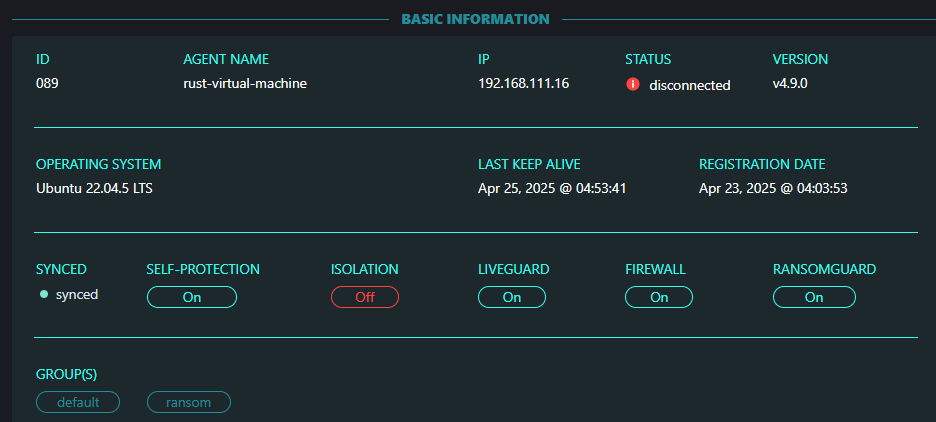 BASIC INFORMATION
ID AGENT NAME IP STATUS VERSION
089 rust-virtual-machine 192.168.111.16 disconnected v4.9.0
OPERATING SYSTEM LAST KEEP ALIVE REGISTRATION DATE
Ubuntu 22.04.5 LTS Apr 25, 2025 @ 04:53:41 Apr 23, 2025 @ 04:03:53
SYNCED SELF-PROTECTION ISOLATION LIVEGUARD FIREWALL RANSOMGUARD
synced On Off On On On
GROUP(S)
default ransom